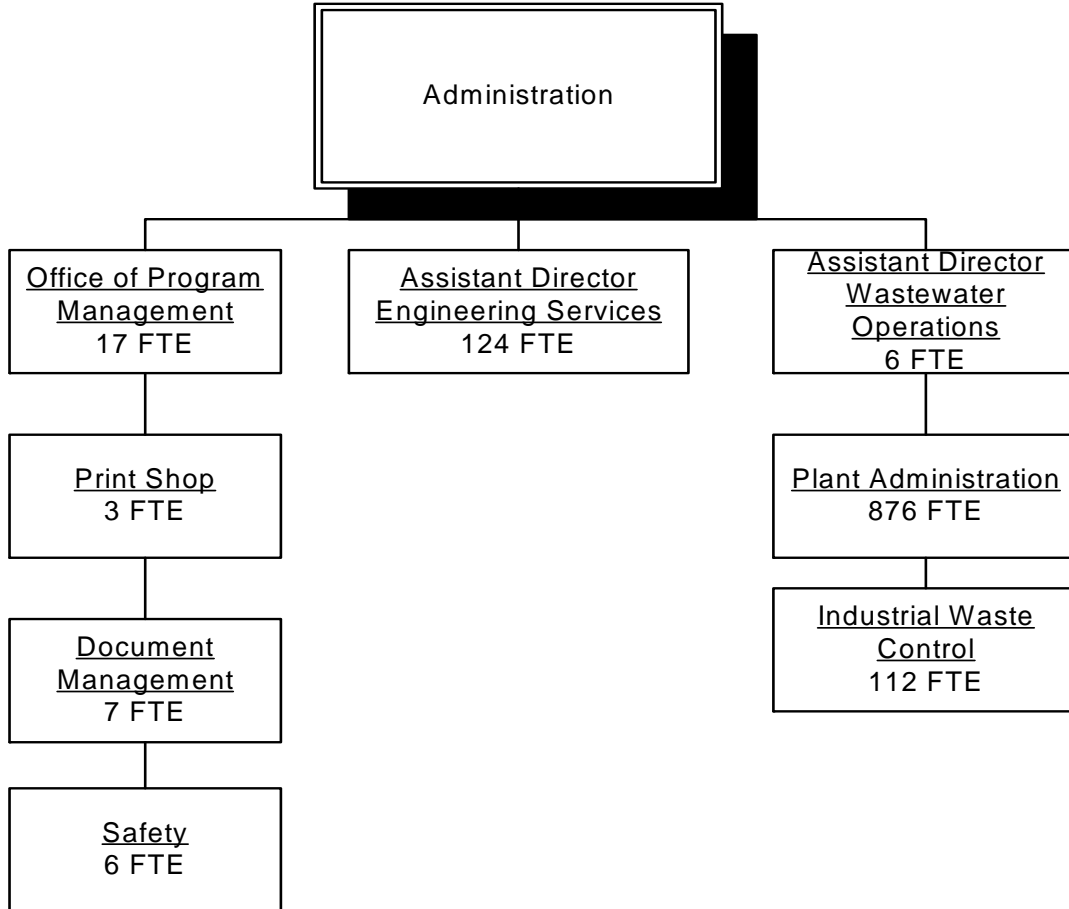 Administration
Office of Program
Management
17 FTE
Assistant Director
Engineering Services
124 FTE
Assistant Director
Wastewater
Operations
6 FTE
Print Shop
3 FTE
Plant Administration
876 FTE
Document
Management
7 FTE
Industrial Waste
Control
112 FTE
Safety
6 FTE